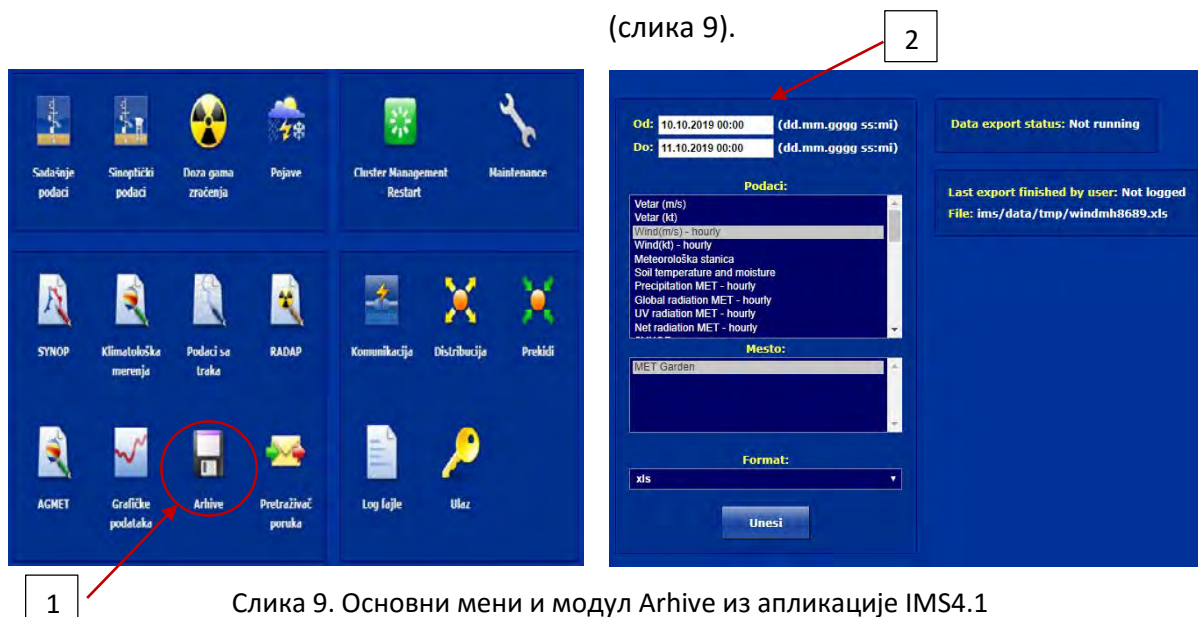 (слика 9).
2
Sadašnje podaci
Sinoptički podaci
Doza gama zračenja
Pojave
Cluster Management Restart
Maintenance
SYNOP
Klimatološka merenja
Podaci sa traka
RADAP
Komunikacija
Distribucija
Prekidi
AGMET
Grafičke podataka
Arhive
Pretraživač poruka
Log fajle
Ulaz
1
Od: 10.10.2019 00:00 (dd.mm.gggg ss:mi)
Do: 11.10.2019 00:00 (dd.mm.gggg ss:mi)
Podaci:
Vetar (m/s)
Vetar (kt)
Wind(m/s) - hourly
Wind(kt) - hourly
Meteorološka stanica
Soil temperature and moisture
Precipitation MET - hourly
Global radiation MET - hourly
UV radiation MET - hourly
Net radiation MET - hourly
Mesto:
MET Garden
Format:
xls
Unesi
Data export status: Not running
Last export finished by user: Not logged
File: ims/data/tmp/windmh8689.xls
Слика 9. Основни мени и модул Arhive из апликације IMS4.1